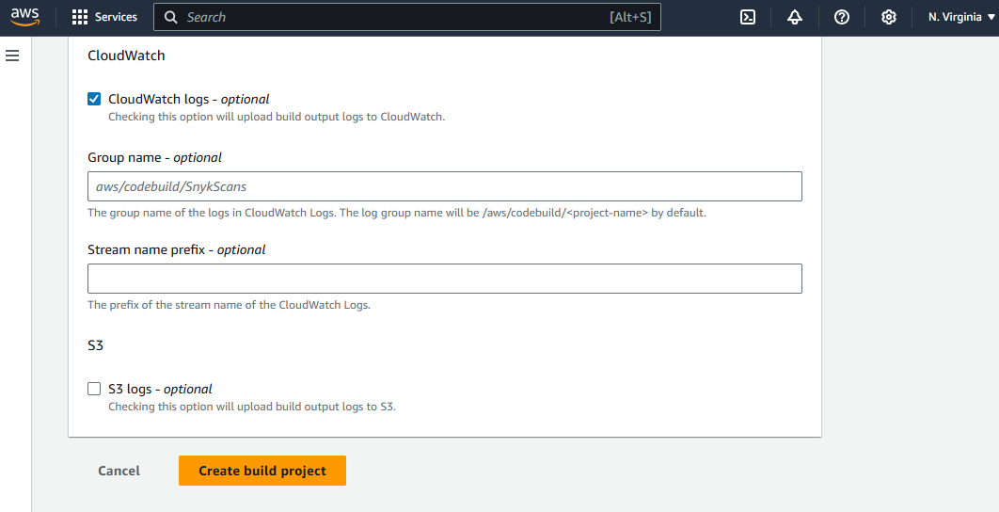 aws
Services
Search [Alt+S]
N. Virginia
CloudWatch
CloudWatch logs - optional
Checking this option will upload build output logs to CloudWatch.
Group name - optional
aws/codebuild/SnykScans
The group name of the logs in CloudWatch Logs. The log group name will be /aws/codebuild/<project-name> by default.
Stream name prefix - optional
The prefix of the stream name of the CloudWatch Logs.
S3
S3 logs - optional
Checking this option will upload build output logs to S3.
Cancel
Create build project